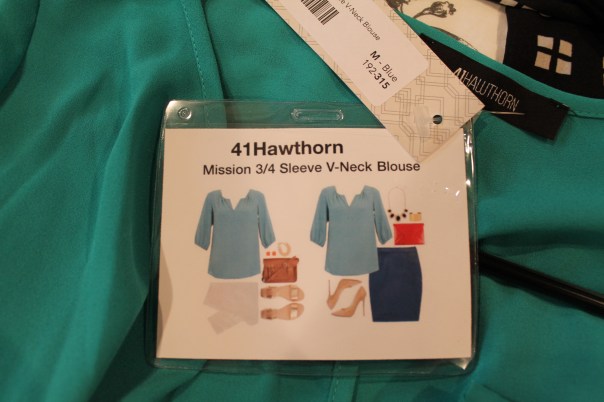 V-Neck Blouse
M - Blue
192-315
41HAWTHORN
41Hawthorn
Mission 3/4 Sleeve V-Neck Blouse